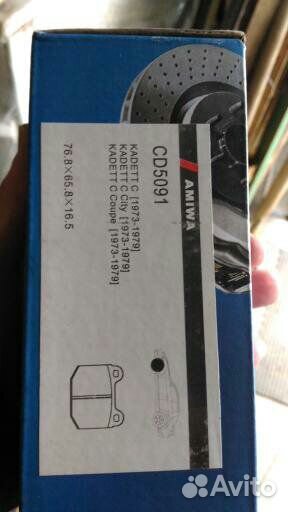 AMIWA
CD5091
KADETT C [1973-1979]
KADETT C City [1973-1979]
KADETT C Coupe [1973-1979]
76.8×65.8×16.5
Avito